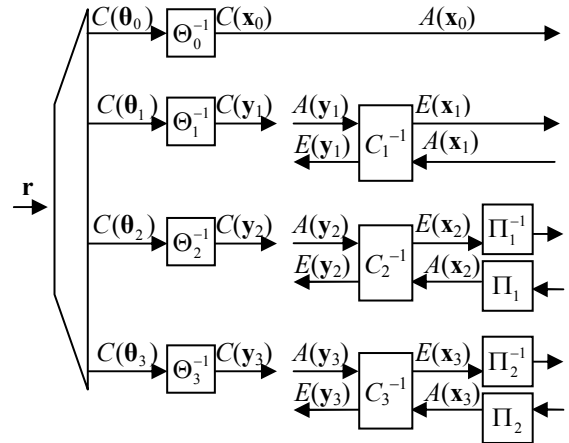 C(θ₀) Θ₀⁻¹ C(x₀) A(x₀)
C(θ₁) Θ₁⁻¹ C(y₁) A(y₁) C₁⁻¹ E(x₁)
E(y₁) A(x₁)
r
C(θ₂) Θ₂⁻¹ C(y₂) A(y₂) C₂⁻¹ E(x₂) Π₁⁻¹
E(y₂) A(x₂) Π₁
C(θ₃) Θ₃⁻¹ C(y₃) A(y₃) C₃⁻¹ E(x₃) Π₂⁻¹
E(y₃) A(x₃) Π₂